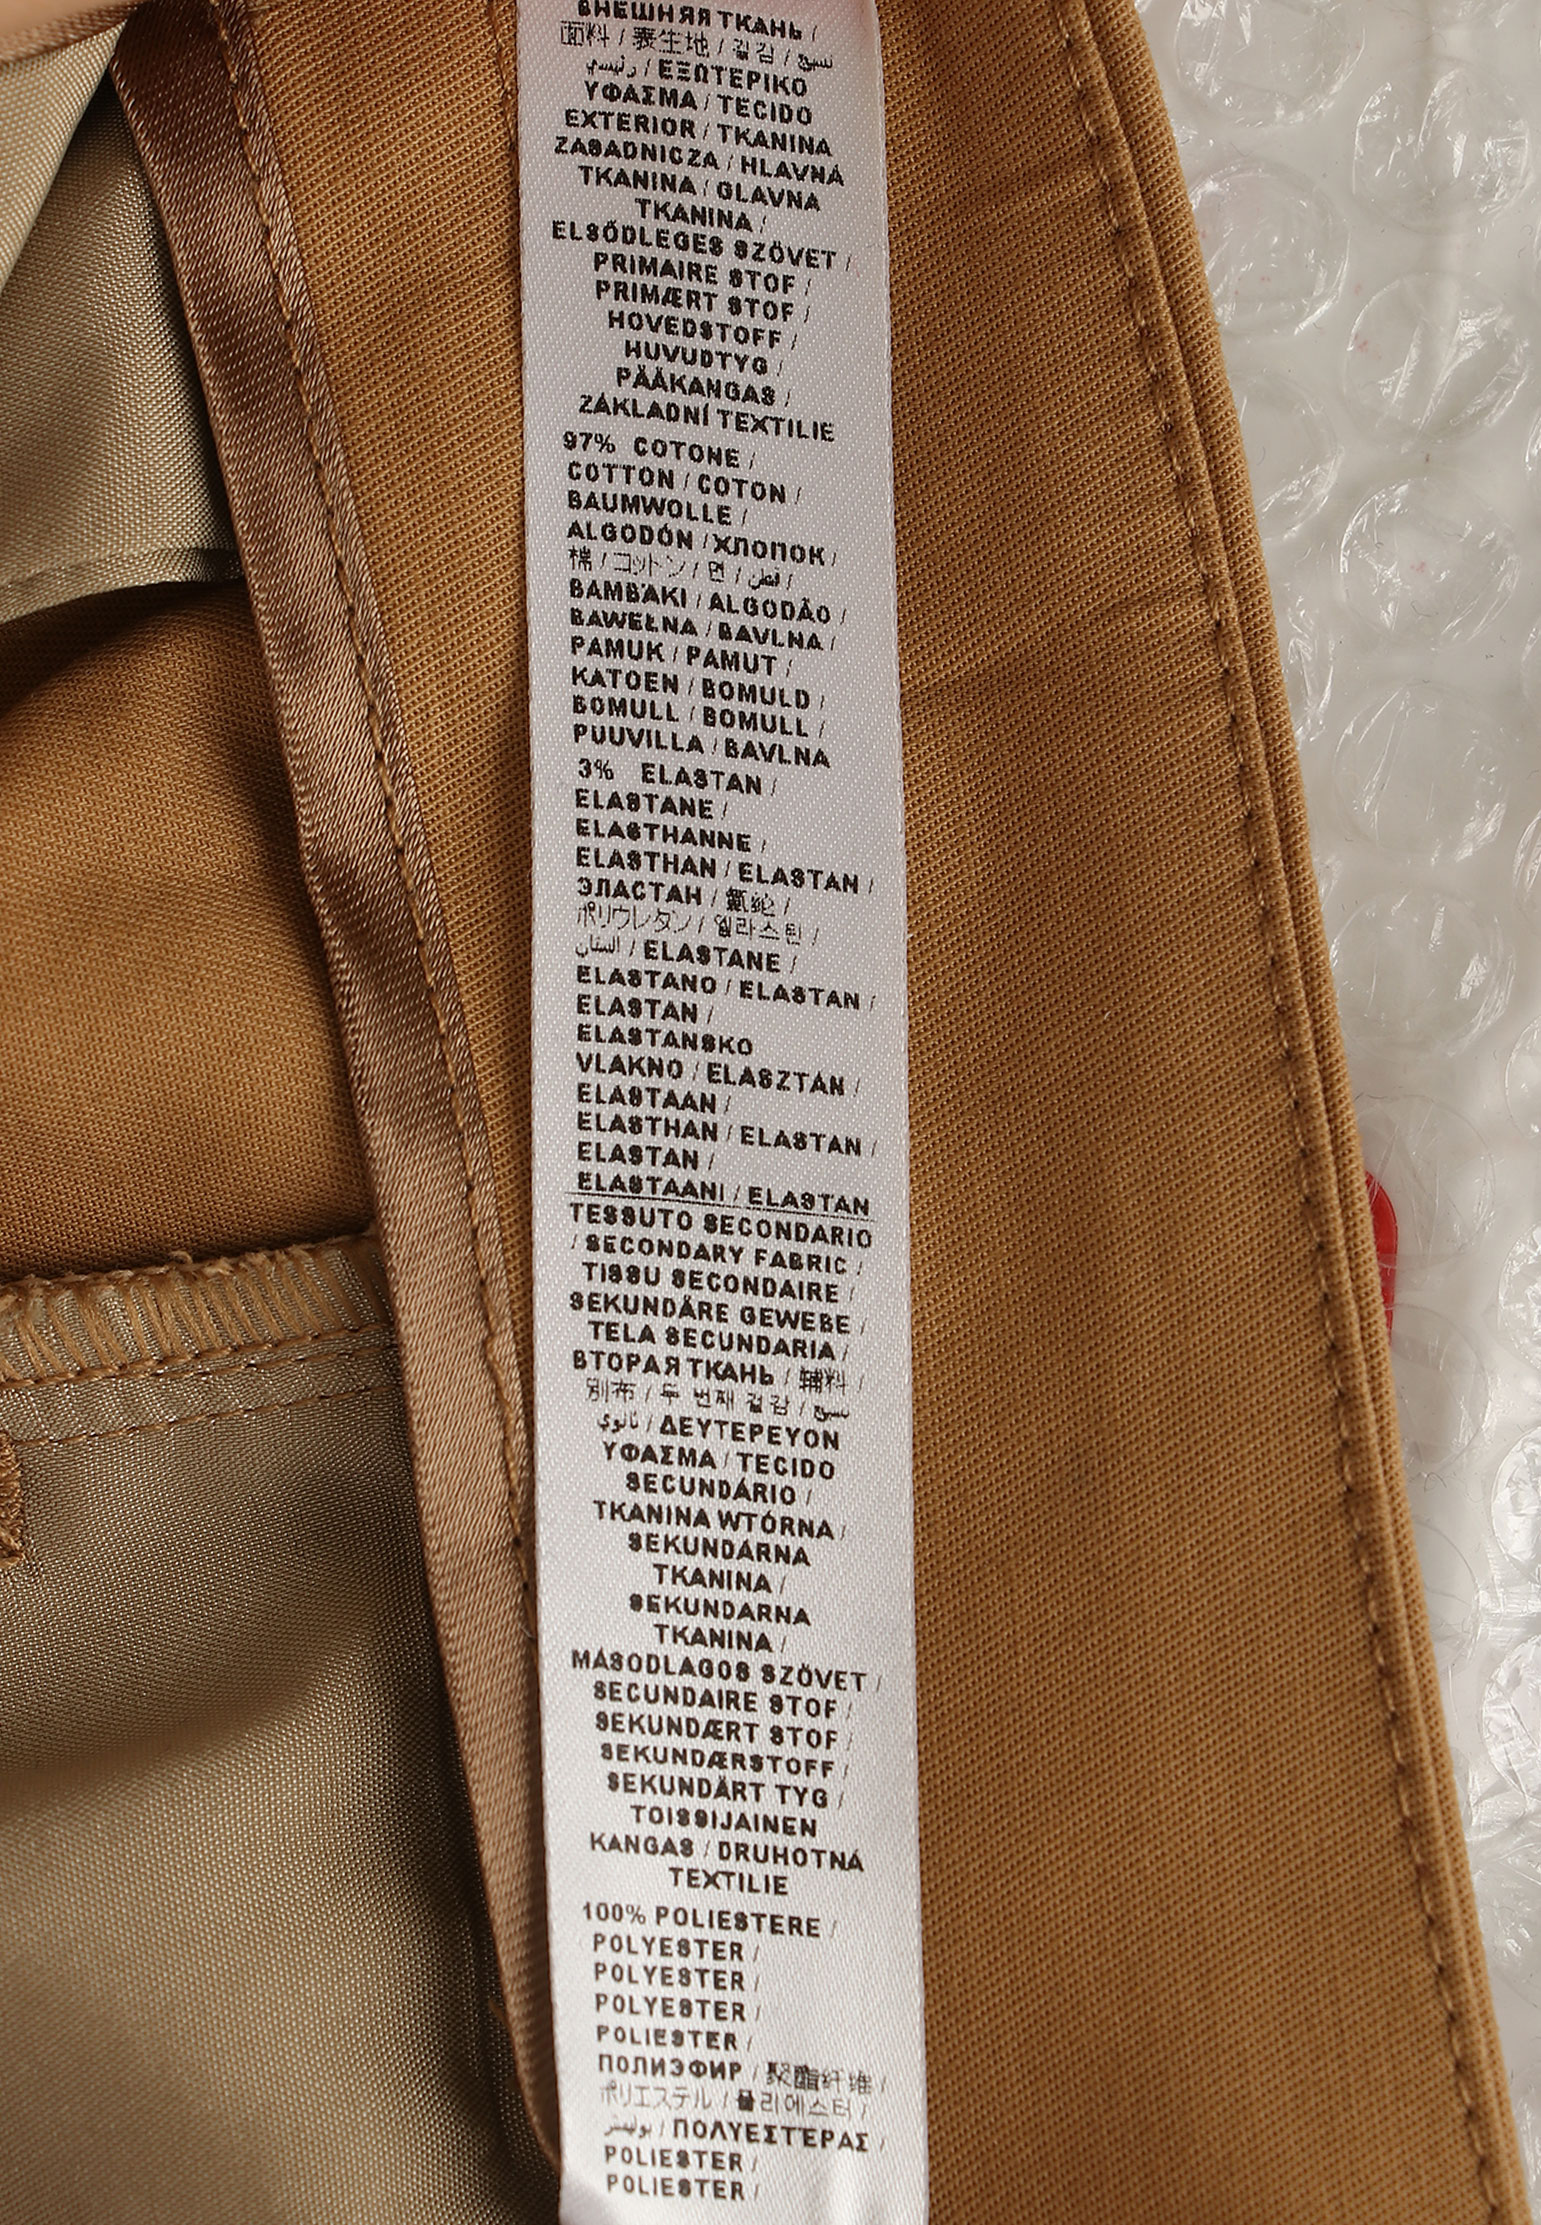 ВНЕШНЯЯ ТКАНЬ /
面料 / 表生地 / 겉감 / نسيج
رئيسي / ΕΞΩΤΕΡΙΚΟ
ΥΦΑΣΜΑ / TECIDO
EXTERIOR / TKANINA
ZASADNICZA / HLAVNÁ
TKANINA / GLAVNA
TKANINA /
ELSŐDLEGES SZÖVET /
PRIMAIRE STOF /
PRIMÆRT STOF /
HOVEDSTOFF /
HUVUDTYG /
PÄÄKANGAS /
ZÁKLADNÍ TEXTILIE
97% COTONE /
COTTON / COTON /
BAUMWOLLE /
ALGODÓN / ХЛОПОК /
棉 / コットン / 면 / قطن /
ΒΑΜΒΑΚΙ / ALGODÃO /
BAWEŁNA / BAVLNA /
PAMUK / PAMUT /
KATOEN / BOMULD /
BOMULL / BOMULL /
PUUVILLA / BAVLNA
3% ELASTAN /
ELASTANE /
ELASTHANNE /
ELASTHAN / ELASTAN /
ЭЛАСТАН / 氨纶 /
ポリウレタン / 엘라스틴 /
الستان / ELASTANE /
ELASTANO / ELASTAN /
ELASTAN /
ELASTANSKO
VLAKNO / ELASZTÁN /
ELASTAAN /
ELASTHAN / ELASTAN /
ELASTAN /
ELASTAANI / ELASTAN
TESSUTO SECONDARIO
/ SECONDARY FABRIC /
TISSU SECONDAIRE /
SEKUNDÄRE GEWEBE /
TELA SECUNDARIA /
ВТОРАЯ ТКАНЬ / 辅料 /
別布 / 두 번째 겉감 / نسيج
ثانوي / ΔΕΥΤΕΡΕΥΟΝ
ΥΦΑΣΜΑ / TECIDO
SECUNDÁRIO /
TKANINA WTÓRNA /
SEKUNDÁRNA
TKANINA /
SEKUNDARNA
TKANINA /
MÁSODLAGOS SZÖVET /
SECUNDAIRE STOF /
SEKUNDÆRT STOF /
SEKUNDÆRSTOFF /
SEKUNDÄRT TYG /
TOISSIJAINEN
KANGAS / DRUHOTNÁ
TEXTILIE
100% POLIESTERE /
POLYESTER /
POLYESTER /
POLYESTER /
POLIESTER /
ПОЛИЭФИР / 聚酯纤维 /
ポリエステル / 폴리에스터 /
بوليستر / ΠΟΛΥΕΣΤΈΡΑΣ /
POLIESTER /
POLIESTER /